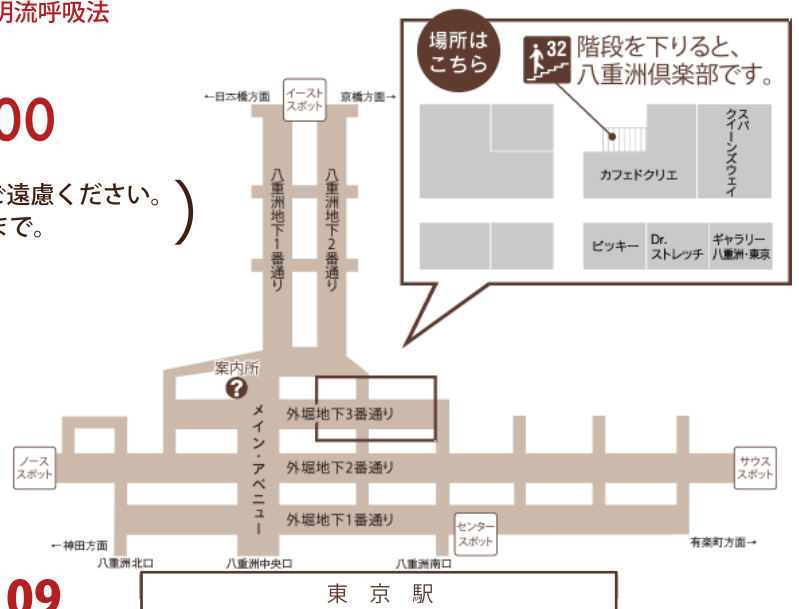 明流呼吸法
00
ご遠慮ください。
まで。
)
場所は
こちら
32
階段を下りると、
八重洲倶楽部です。
カフェドクリエ
スパ
クイーンズウェイ
ビッキー
Dr.
ストレッチ
ギャラリー
八重洲・東京
←日本橋方面
イースト
スポット
京橋方面→
八重洲地下1番通り
八重洲地下2番通り
案内所
?
メイン・アベニュー
外堀地下3番通り
外堀地下2番通り
外堀地下1番通り
ノース
スポット
サウス
スポット
センター
スポット
←神田方面
有楽町方面→
八重洲北口
八重洲中央口
八重洲南口
東京駅
09